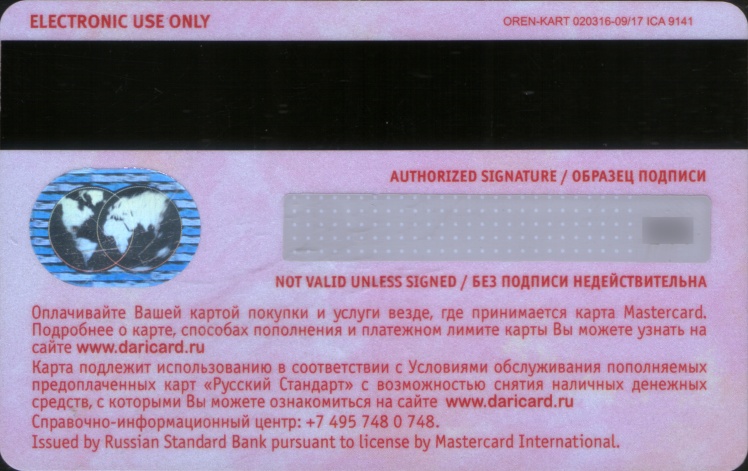 ELECTRONIC USE ONLY
OREN-KART 020316-09/17 ICA 9141
AUTHORIZED SIGNATURE / ОБРАЗЕЦ ПОДПИСИ
NOT VALID UNLESS SIGNED / БЕЗ ПОДПИСИ НЕДЕЙСТВИТЕЛЬНА
Оплачивайте Вашей картой покупки и услуги везде, где принимается карта Mastercard.
Подробнее о карте, способах пополнения и платежном лимите карты Вы можете узнать на
сайте www.daricard.ru
Карта подлежит использованию в соответствии с Условиями обслуживания пополняемых
предоплаченных карт «Русский Стандарт» с возможностью снятия наличных денежных
средств, с которыми Вы можете ознакомиться на сайте www.daricard.ru
Справочно-информационный центр: +7 495 748 0 748.
Issued by Russian Standard Bank pursuant to license by Mastercard International.